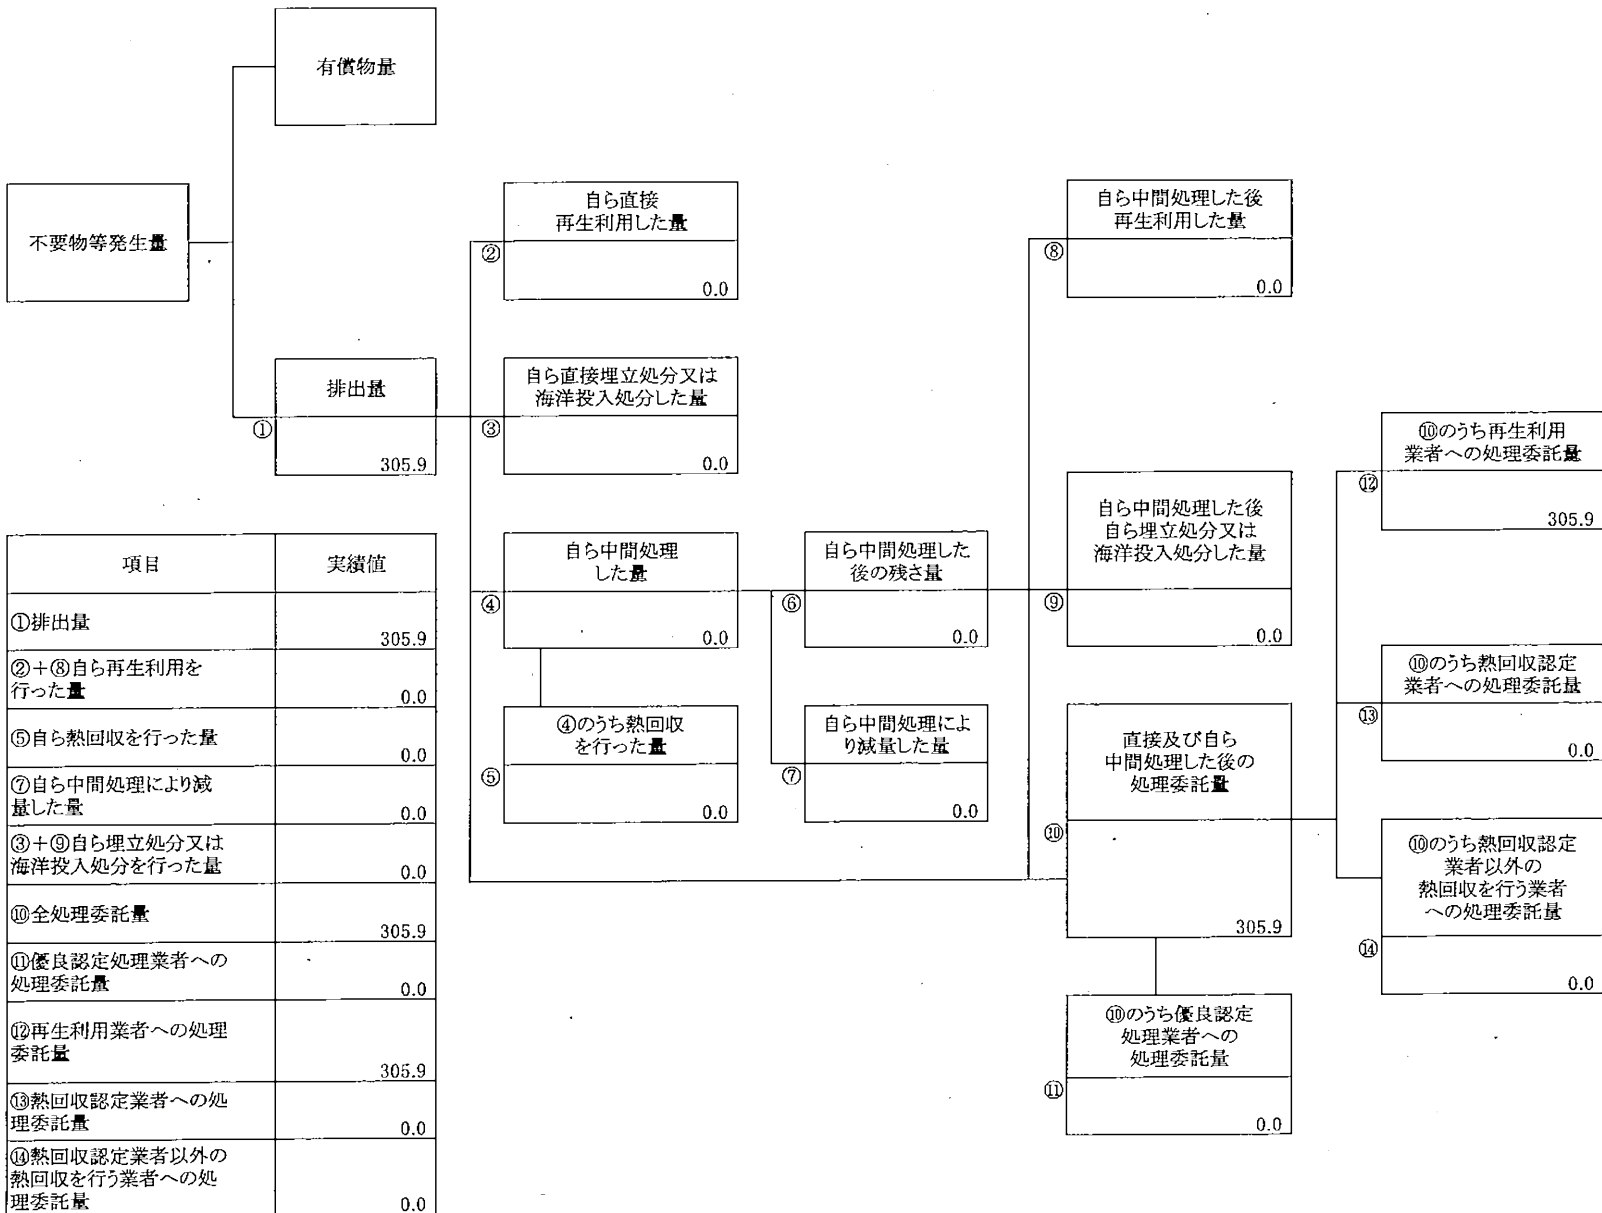 有償物量
不要物等発生量
排出量
①
305.9
自ら直接
再生利用した量
②
0.0
自ら直接埋立処分又は
海洋投入処分した量
③
0.0
自ら中間処理
した量
④
0.0
④のうち熱回収
を行った量
⑤
0.0
自ら中間処理した
後の残さ量
⑥
0.0
自ら中間処理によ
り減量した量
⑦
0.0
自ら中間処理した後
再生利用した量
⑧
0.0
自ら中間処理した後
自ら埋立処分又は
海洋投入処分した量
⑨
0.0
直接及び自ら
中間処理した後の
処理委託量
⑩
305.9
⑩のうち優良認定
処理業者への
処理委託量
⑪
0.0
⑩のうち再生利用
業者への処理委託量
⑫
305.9
⑩のうち熱回収認定
業者への処理委託量
⑬
0.0
⑩のうち熱回収認定
業者以外の
熱回収を行う業者
への処理委託量
⑭
0.0
項目 実績値
①排出量
305.9
②+⑧自ら再生利用を
行った量
0.0
⑤自ら熱回収を行った量
0.0
⑦自ら中間処理により減
量した量
0.0
③+⑨自ら埋立処分又は
海洋投入処分を行った量
0.0
⑩全処理委託量
305.9
⑪優良認定処理業者への
処理委託量
0.0
⑫再生利用業者への処理
委託量
305.9
⑬熱回収認定業者への処
理委託量
0.0
⑭熱回収認定業者以外の
熱回収を行う業者への処
理委託量
0.0